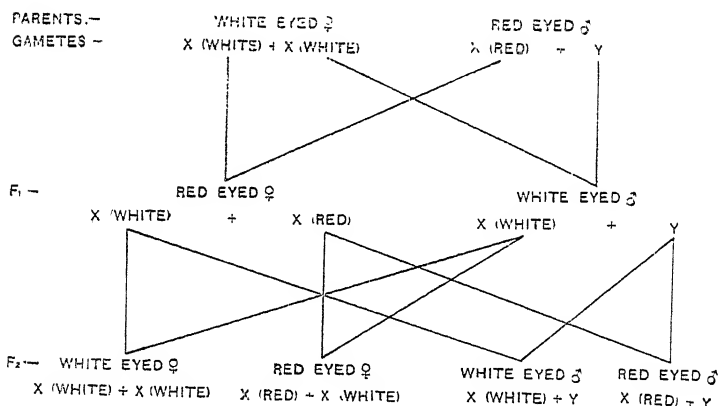 PARENTS.— WHITE EYED ♀ RED EYED ♂
GAMETES — X (WHITE) + X (WHITE) X (RED) + Y
F₁ — RED EYED ♀ WHITE EYED ♂
X (WHITE) + X (RED) X (WHITE) + Y
F₂ — WHITE EYED ♀ RED EYED ♀ WHITE EYED ♂ RED EYED ♂
X (WHITE) + X (WHITE) X (RED) + X (WHITE) X (WHITE) + Y X (RED) + Y